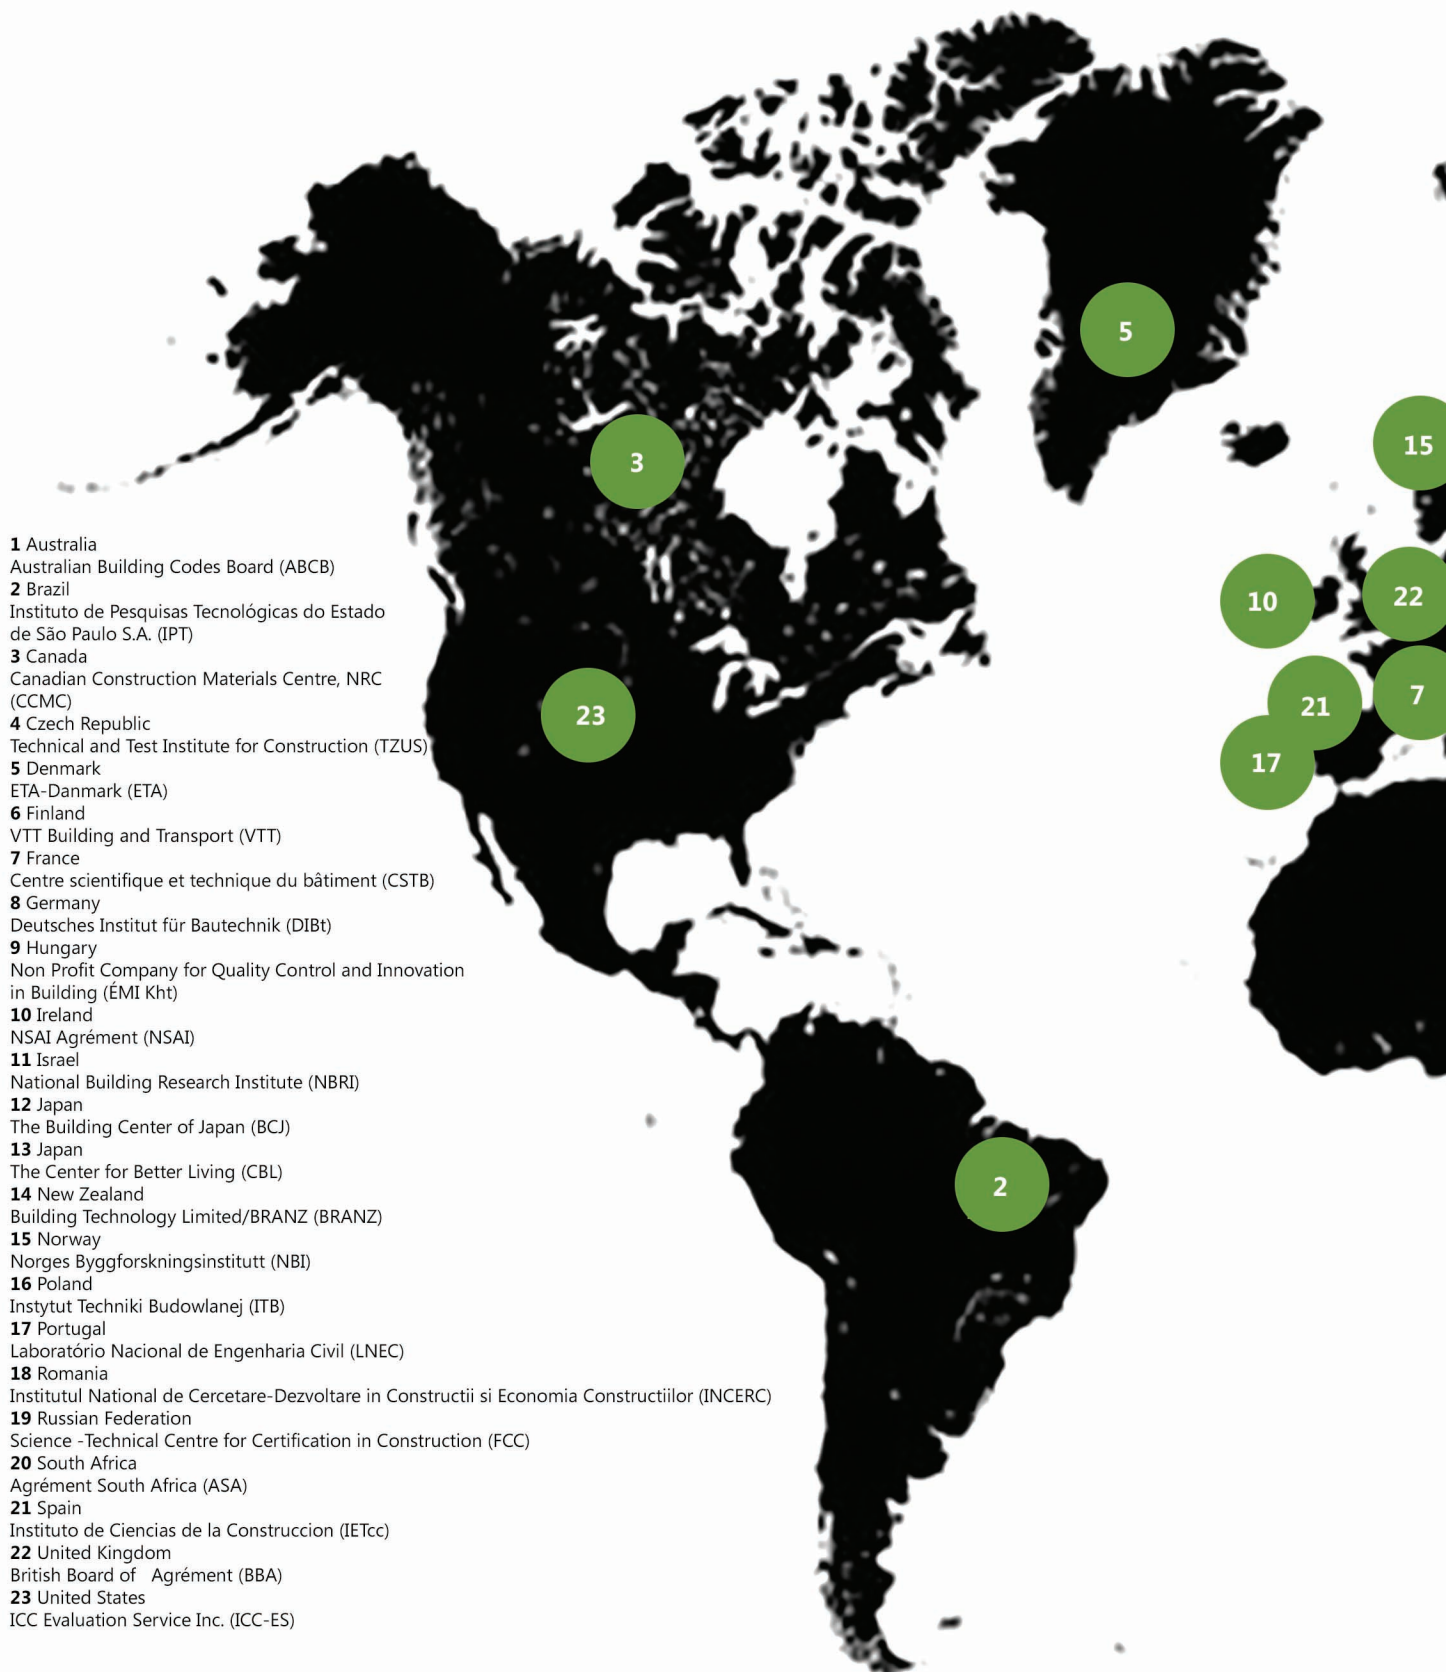 5
3
15
10
22
21
7
23
17
2
1 Australia
Australian Building Codes Board (ABCB)
2 Brazil
Instituto de Pesquisas Tecnológicas do Estado
de São Paulo S.A. (IPT)
3 Canada
Canadian Construction Materials Centre, NRC
(CCMC)
4 Czech Republic
Technical and Test Institute for Construction (TZUS)
5 Denmark
ETA-Danmark (ETA)
6 Finland
VTT Building and Transport (VTT)
7 France
Centre scientifique et technique du bâtiment (CSTB)
8 Germany
Deutsches Institut für Bautechnik (DIBt)
9 Hungary
Non Profit Company for Quality Control and Innovation
in Building (ÉMI Kht)
10 Ireland
NSAI Agrément (NSAI)
11 Israel
National Building Research Institute (NBRI)
12 Japan
The Building Center of Japan (BCJ)
13 Japan
The Center for Better Living (CBL)
14 New Zealand
Building Technology Limited/BRANZ (BRANZ)
15 Norway
Norges Byggforskningsinstitutt (NBI)
16 Poland
Instytut Techniki Budowlanej (ITB)
17 Portugal
Laboratório Nacional de Engenharia Civil (LNEC)
18 Romania
Institutul National de Cercetare-Dezvoltare in Constructii si Economia Constructiilor (INCERC)
19 Russian Federation
Science -Technical Centre for Certification in Construction (FCC)
20 South Africa
Agrément South Africa (ASA)
21 Spain
Instituto de Ciencias de la Construccion (IETcc)
22 United Kingdom
British Board of   Agrément (BBA)
23 United States
ICC Evaluation Service Inc. (ICC-ES)